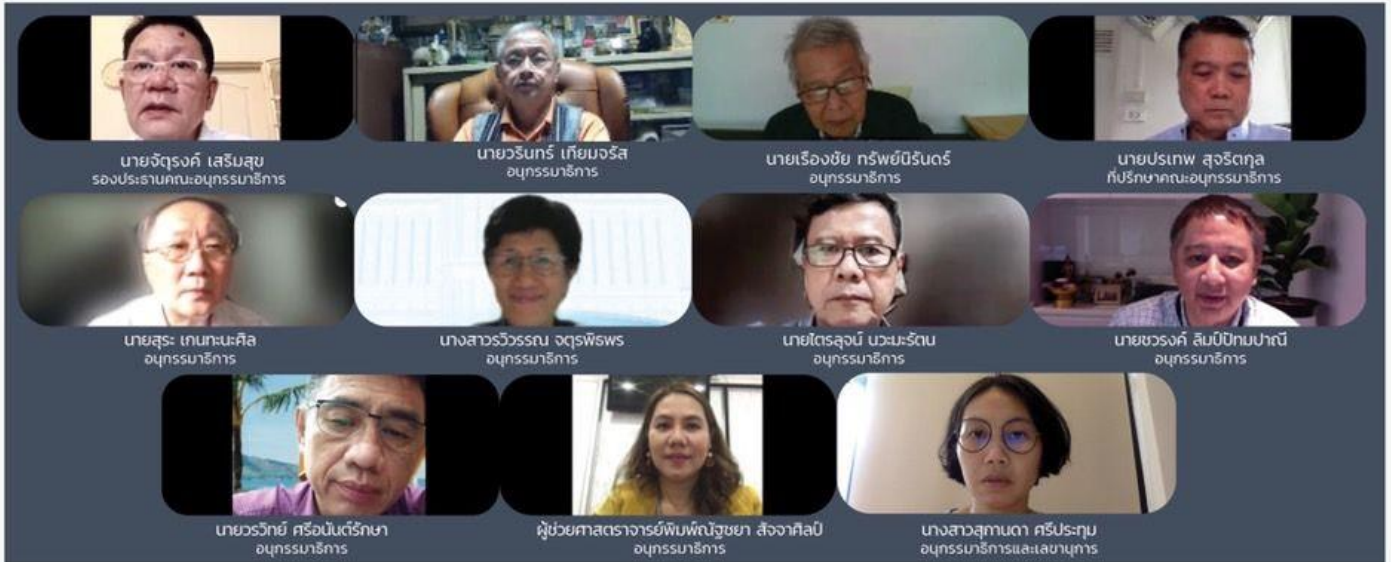 นายจัตุรงค์ เสริมสุข
รองประธานคณะอนุกรรมาธิการ
นายวรินทร์ เทียมจรัส
อนุกรรมาธิการ
นายเรืองชัย ทรัพย์นิรันดร์
อนุกรรมาธิการ
นายปรเทพ สุจริตกุล
ที่ปรึกษาคณะอนุกรรมาธิการ
นายสุระ เกนทะนะศิล
อนุกรรมาธิการ
นางสาวรวิวรรณ จตุรพิธพร
อนุกรรมาธิการ
นายไตรลุจน์ นวะมะรัตน
อนุกรรมาธิการ
นายชวรงค์ ลิมป์ปัทมปาณี
อนุกรรมาธิการ
นายวรวิทย์ ศรีอนันต์รักษา
อนุกรรมาธิการ
ผู้ช่วยศาสตราจารย์พิมพ์ณัฐชยา สัจจาศิลป์
อนุกรรมาธิการ
นางสาวสุกานดา ศรีประทุม
อนุกรรมาธิการและเลขานุการ